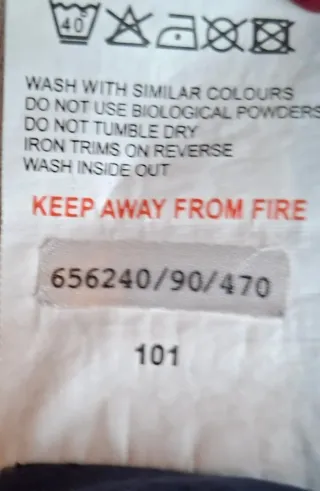 40
WASH WITH SIMILAR COLOURS
DO NOT USE BIOLOGICAL POWDERS
DO NOT TUMBLE DRY
IRON TRIMS ON REVERSE
WASH INSIDE OUT
KEEP AWAY FROM FIRE
656240/90/470
101